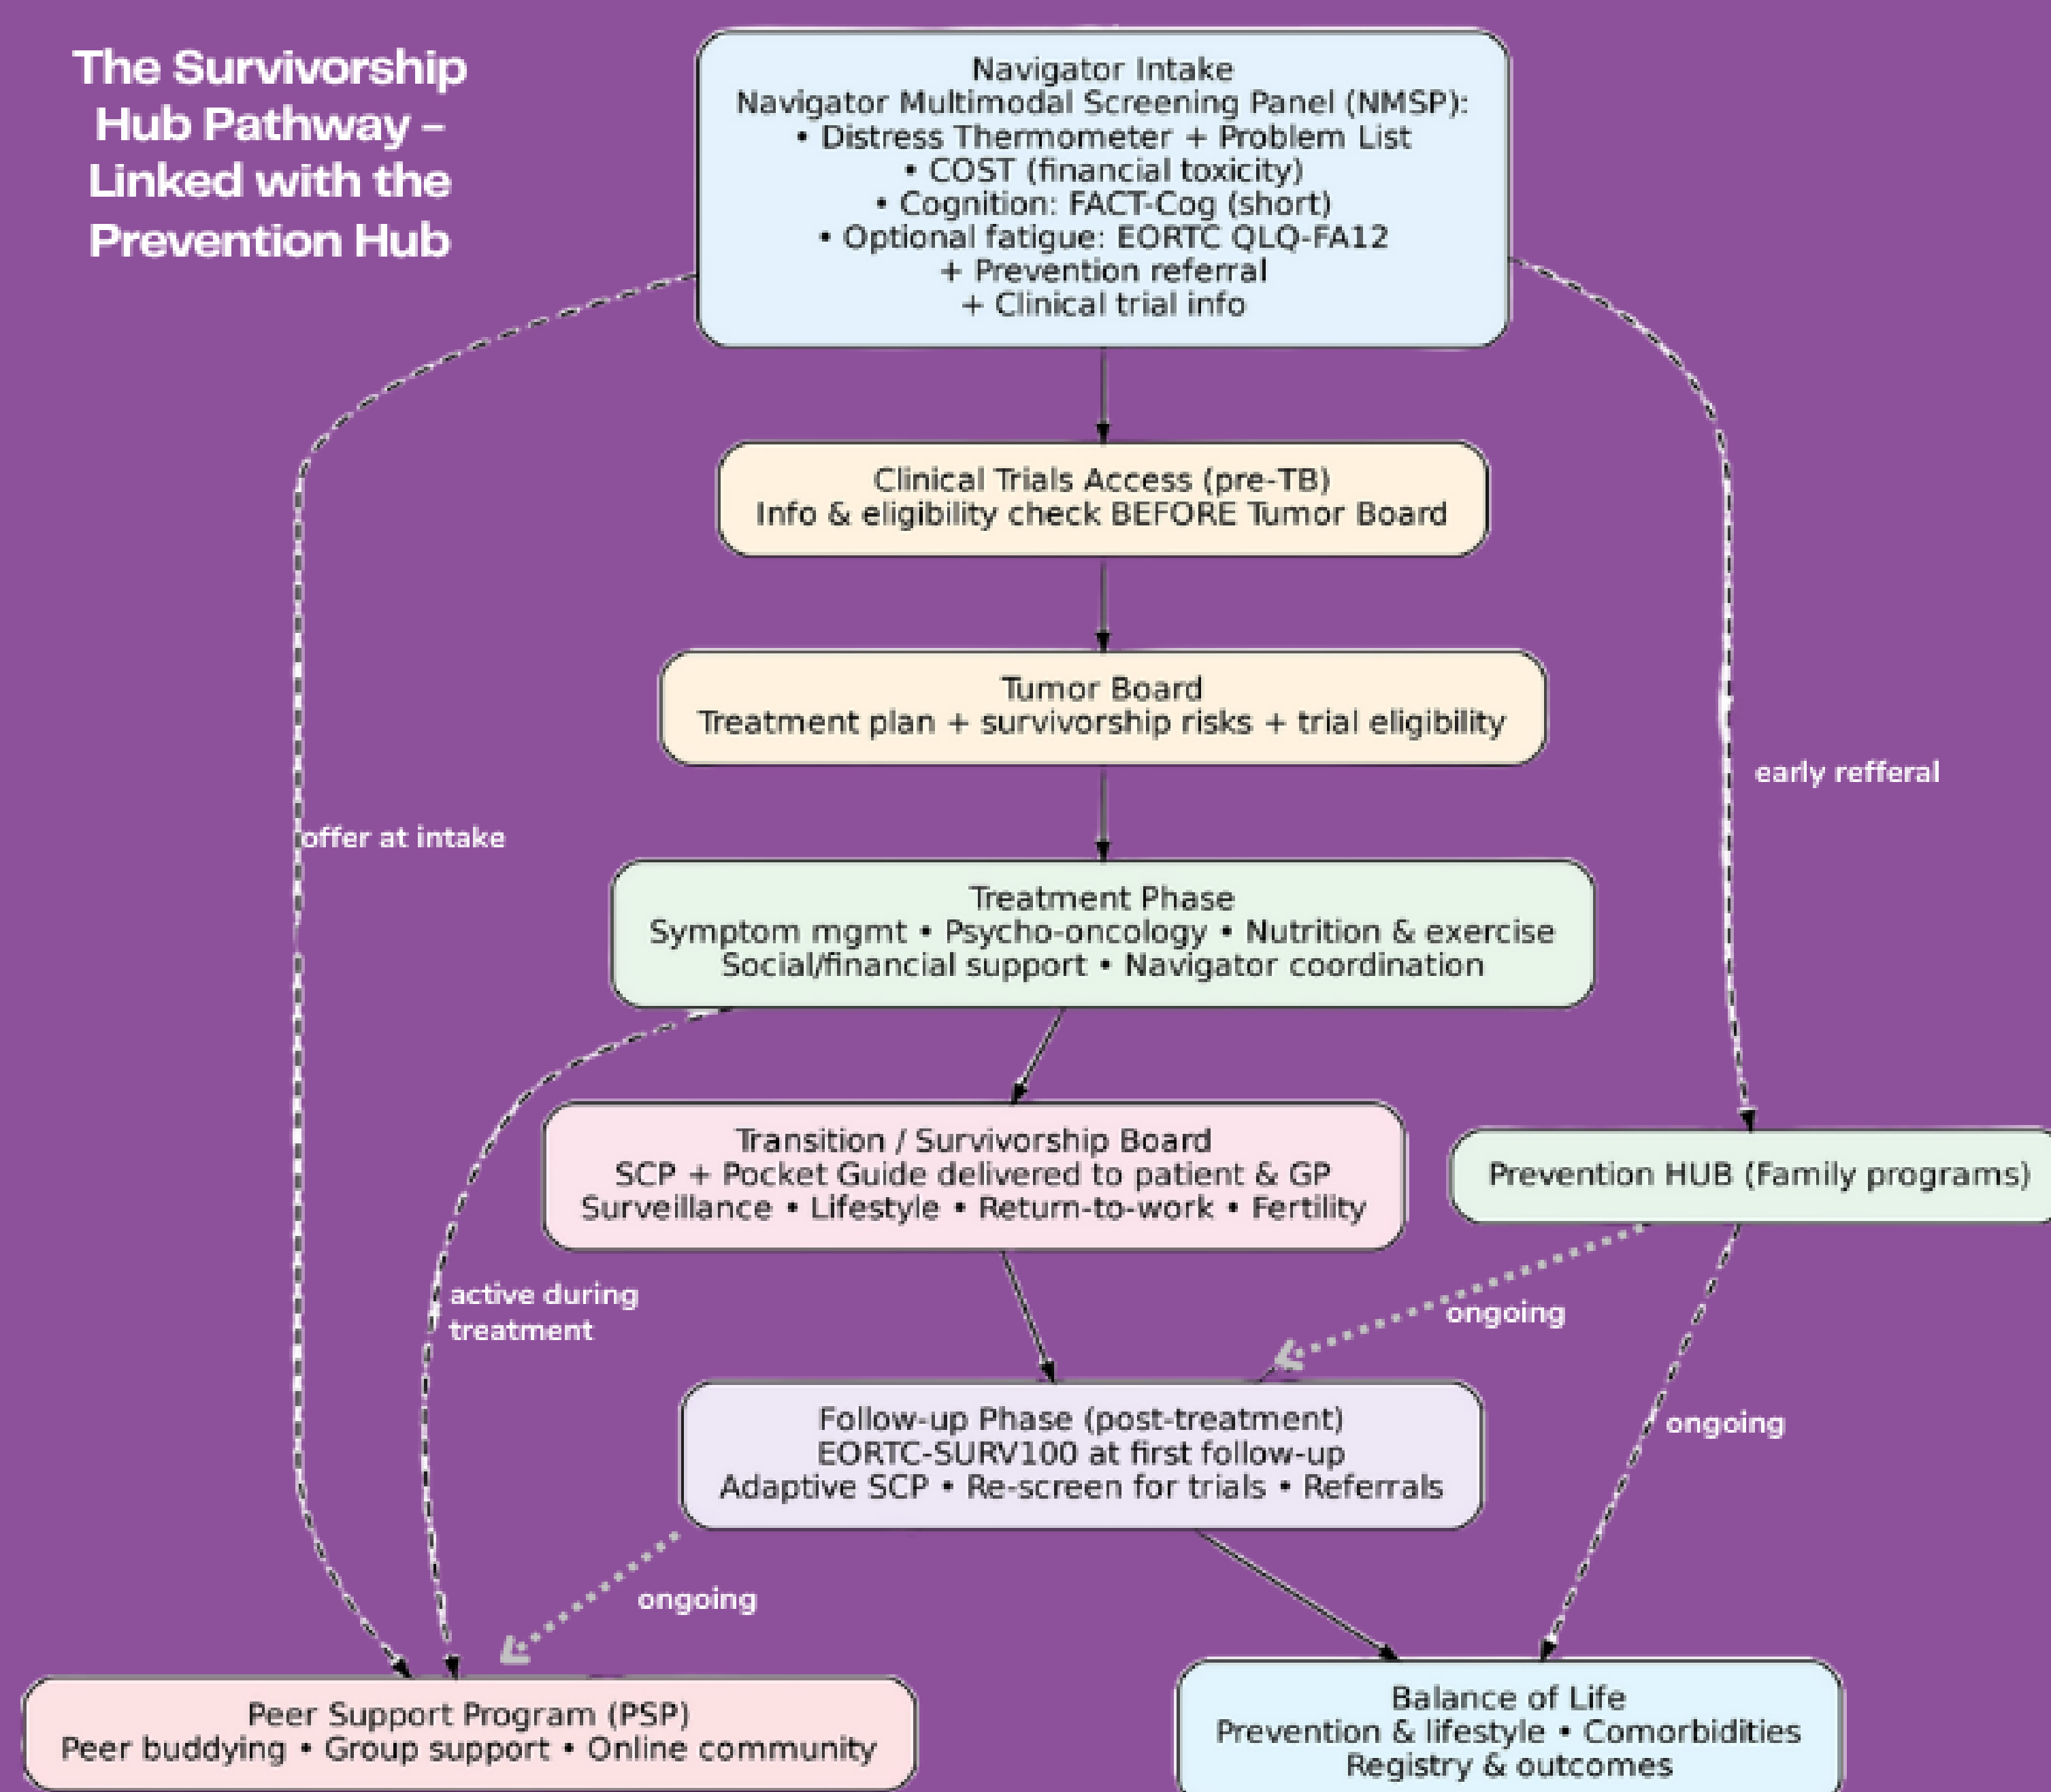 The Survivorship
Hub Pathway –
Linked with the
Prevention Hub
Navigator Intake
Navigator Multimodal Screening Panel (NMSP):
• Distress Thermometer + Problem List
• COST (financial toxicity)
• Cognition: FACT-Cog (short)
• Optional fatigue: EORTC QLQ-FA12
+ Prevention referral
+ Clinical trial info
Clinical Trials Access (pre-TB)
Info & eligibility check BEFORE Tumor Board
Tumor Board
Treatment plan + survivorship risks + trial eligibility
early refferal
offer at intake
Treatment Phase
Symptom mgmt • Psycho-oncology • Nutrition & exercise
Social/financial support • Navigator coordination
Transition / Survivorship Board
SCP + Pocket Guide delivered to patient & GP
Surveillance • Lifestyle • Return-to-work • Fertility
Prevention HUB (Family programs)
active during
treatment
ongoing
Follow-up Phase (post-treatment)
EORTC-SURV100 at first follow-up
Adaptive SCP • Re-screen for trials • Referrals
ongoing
ongoing
Peer Support Program (PSP)
Peer buddying • Group support • Online community
Balance of Life
Prevention & lifestyle • Comorbidities
Registry & outcomes